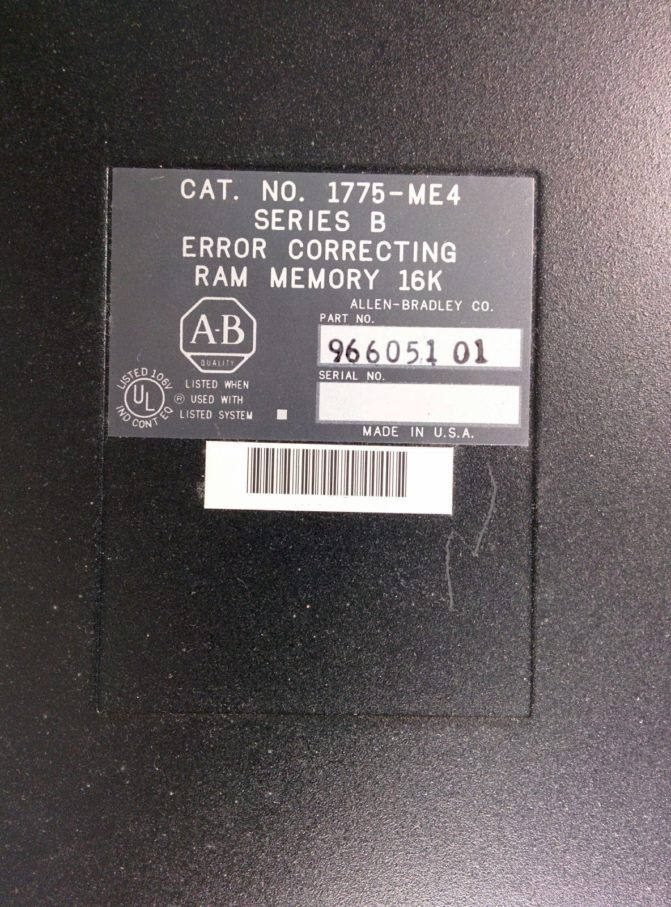 CAT. NO. 1775-ME4
SERIES B
ERROR CORRECTING
RAM MEMORY 16K
ALLEN-BRADLEY CO.
PART NO.
966051 01
A-B
QUALITY
SERIAL NO.
LISTED 106V
UL
IND CONT EQ
LISTED WHEN
® USED WITH
LISTED SYSTEM
MADE IN U.S.A.